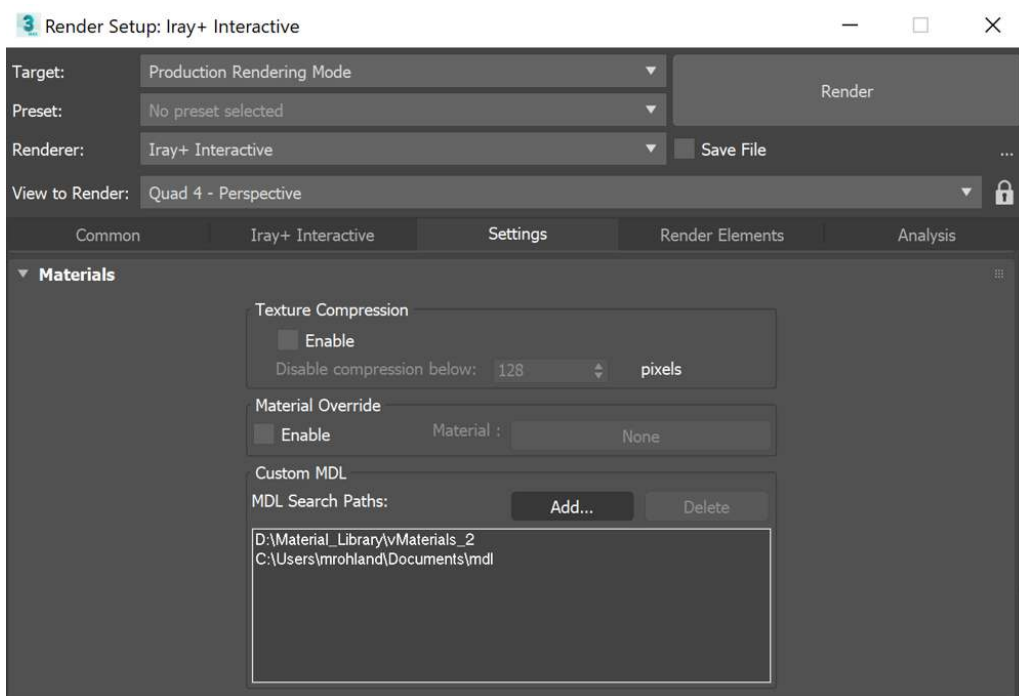 3 Render Setup: Iray+ Interactive
Target: Production Rendering Mode
Render
Preset: No preset selected
Renderer: Iray+ Interactive Save File ...
View to Render: Quad 4 - Perspective
Common Iray+ Interactive Settings Render Elements Analysis
Materials
Texture Compression
Enable
Disable compression below: 128 pixels
Material Override
Enable Material : None
Custom MDL
MDL Search Paths: Add... Delete
D:\Material_Library\vMaterials_2
C:\Users\mrohland\Documents\mdl